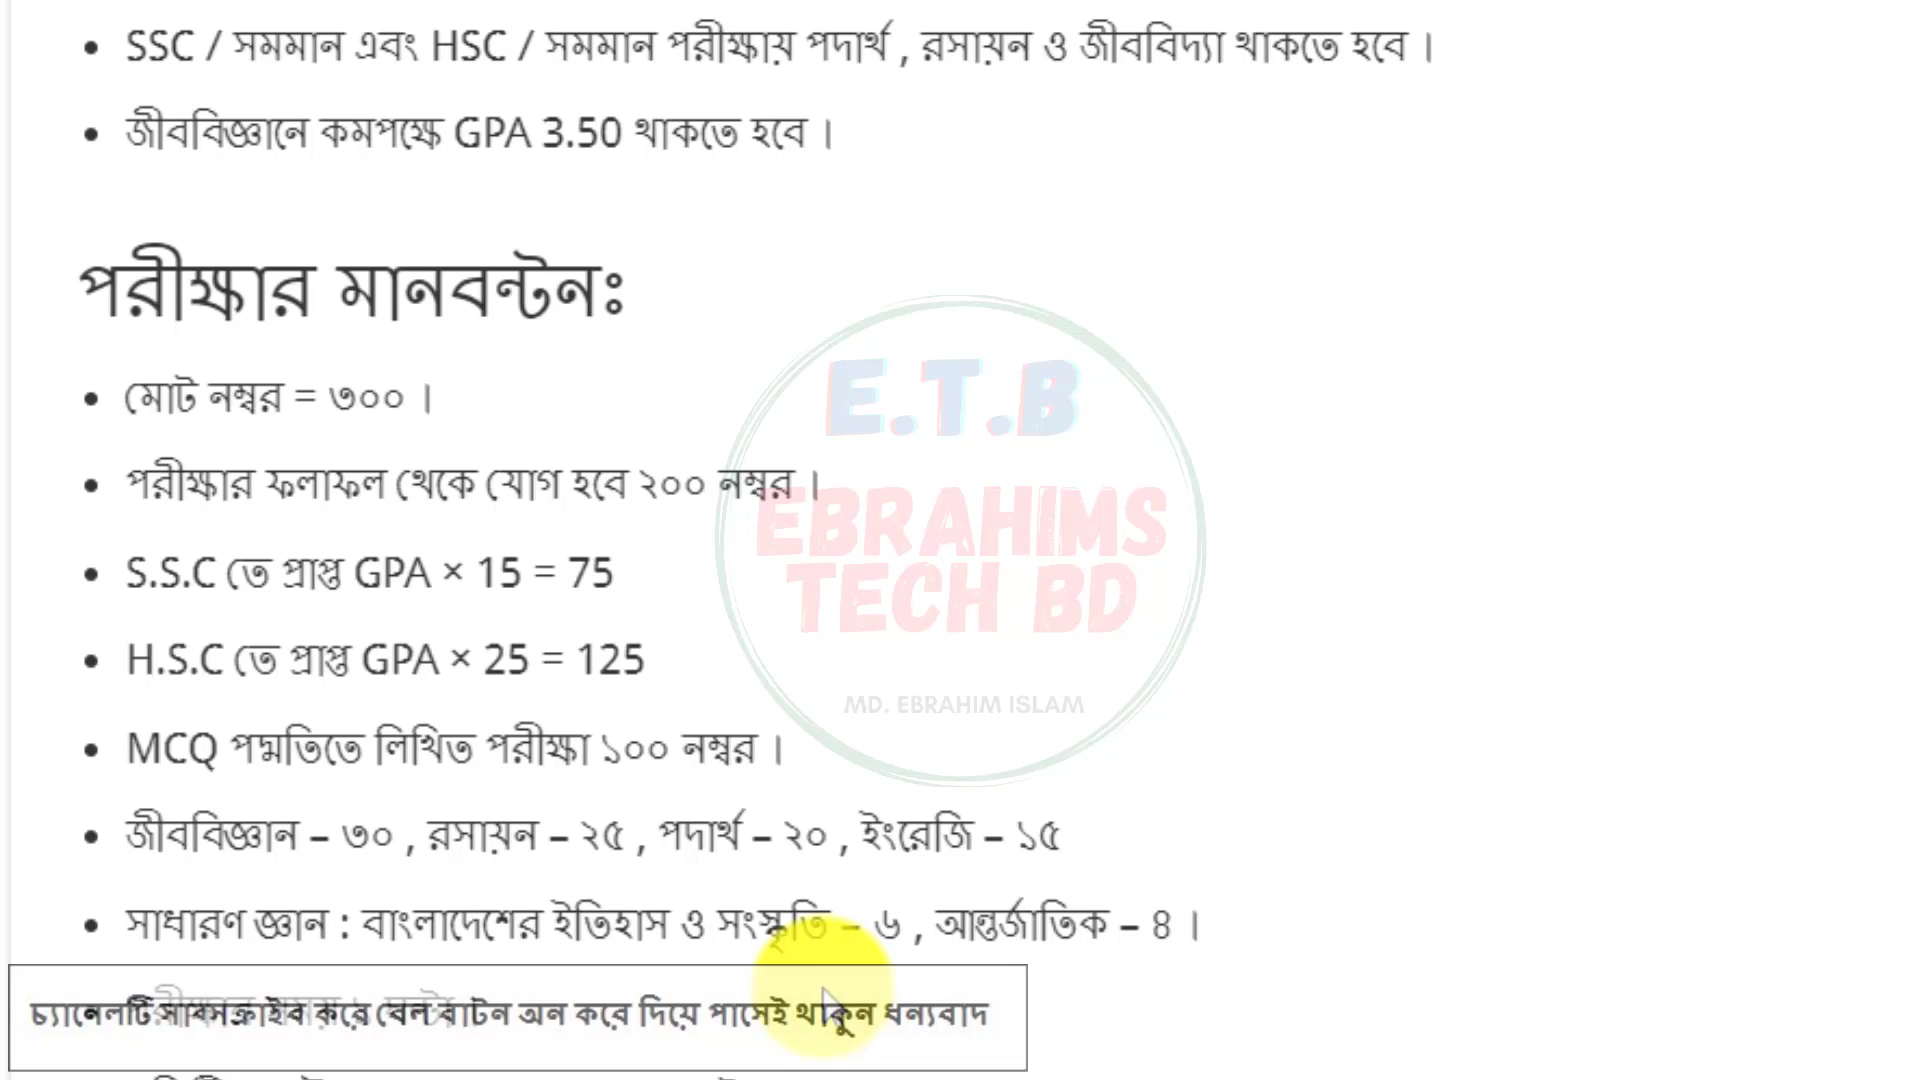 • SSC / সমমান এবং HSC / সমমান পরীক্ষায় পদার্থ , রসায়ন ও জীববিদ্যা থাকতে হবে ।
• জীববিজ্ঞানে কমপক্ষে GPA 3.50 থাকতে হবে ।
পরীক্ষার মানবন্টনঃ
• মোট নম্বর = ৩০০ ।
• পরীক্ষার ফলাফল থেকে যোগ হবে ২০০ নম্বর ।
• S.S.C তে প্রাপ্ত GPA × 15 = 75
• H.S.C তে প্রাপ্ত GPA × 25 = 125
• MCQ পদ্মতিতে লিখিত পরীক্ষা ১০০ নম্বর ।
• জীববিজ্ঞান – ৩০ , রসায়ন – ২৫ , পদার্থ – ২০ , ইংরেজি – ১৫
• সাধারণ জ্ঞান : বাংলাদেশের ইতিহাস ও সংস্কৃতি – ৬ , আন্তর্জাতিক – ৪ ।
চ্যানেলটি সাবসক্রাইব করে বেল বাটন অন করে দিয়ে পাসেই থাকুন ধন্যবাদ
E.T.B
EBRAHIMS
TECH BD
MD. EBRAHIM ISLAM